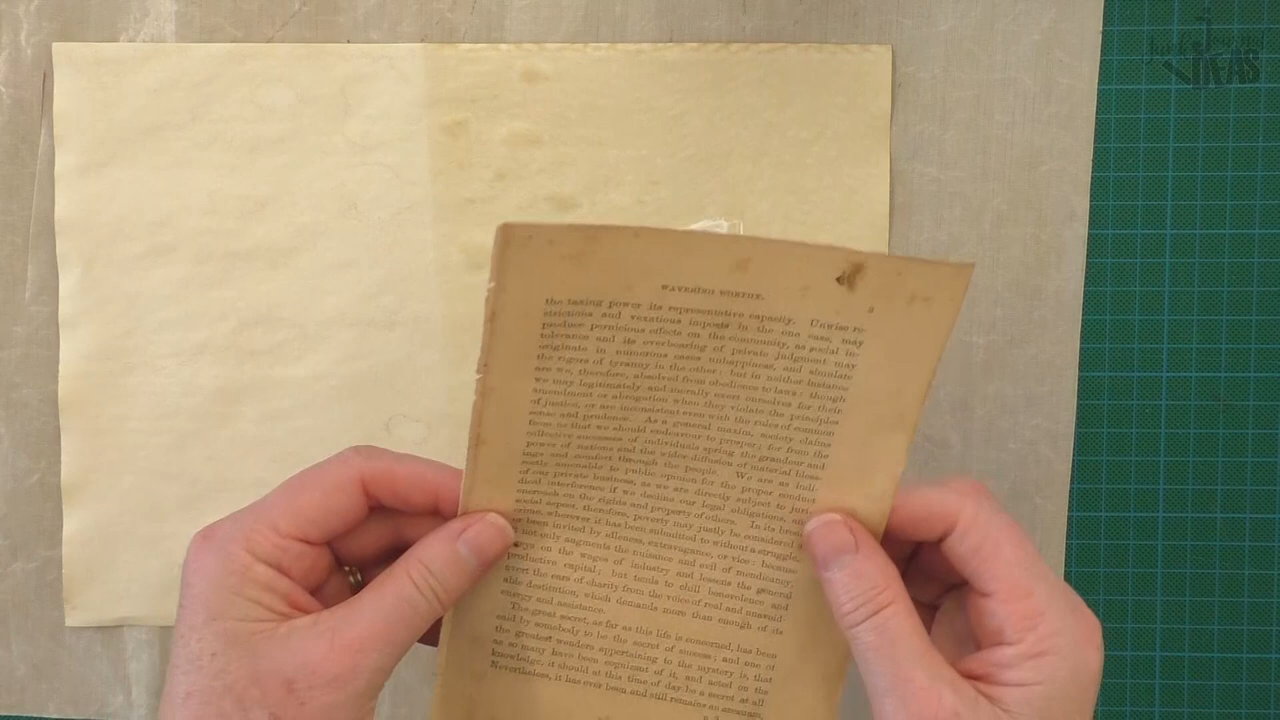 IDEAS
WAVERING WORTHY.
3
the taxing power its representative capacity. Unwise re-
strictions and vexatious imposts in the one case, may
produce pernicious effects on the community, as social in-
tolerance and its overbearing of private judgment may
originate in numerous cases unhappiness, and simulate
the rigors of tyranny in the other; but in neither instance
are we, therefore, absolved from obedience to laws; though
we may legitimately and morally exert ourselves for their
amendment or abrogation when they violate the principles
of justice, or are inconsistent even with the rules of common
sense and prudence. As a general maxim, society claims
from us that we should endeavour to prosper; for from the
collective successes of individuals spring the grandeur and
power of nations and the wider diffusion of material bless-
ings and comfort through the people. We are as indi-
amenable to public opinion for the proper conduct
of our private business, as we are directly subject to juri-
dical interference if we decline our legal obligations, or
encroach on the rights and property of others. In its broad
social aspect, therefore, poverty may justly be considered
crime, wherever it has been submitted to without a struggle,
or been invited by idleness, extravagance, or vice; because
not only augments the nuisance and evil of mendicancy,
on the wages of industry and lessens the general
productive capital; but tends to chill benevolence and
avert the ears of charity from the voice of real and unavoid-
able destitution, which demands more than enough of its
energy and assistance.
The great secret, as far as this life is concerned, has been
said by somebody to be the secret of success; and one of
the greatest wonders appertaining to the mystery is, that
as so many have been cognizant of it, and acted on the
knowledge, it should at this time of day be a secret at all
Nevertheless, it has ever been and still remains an arcanum,